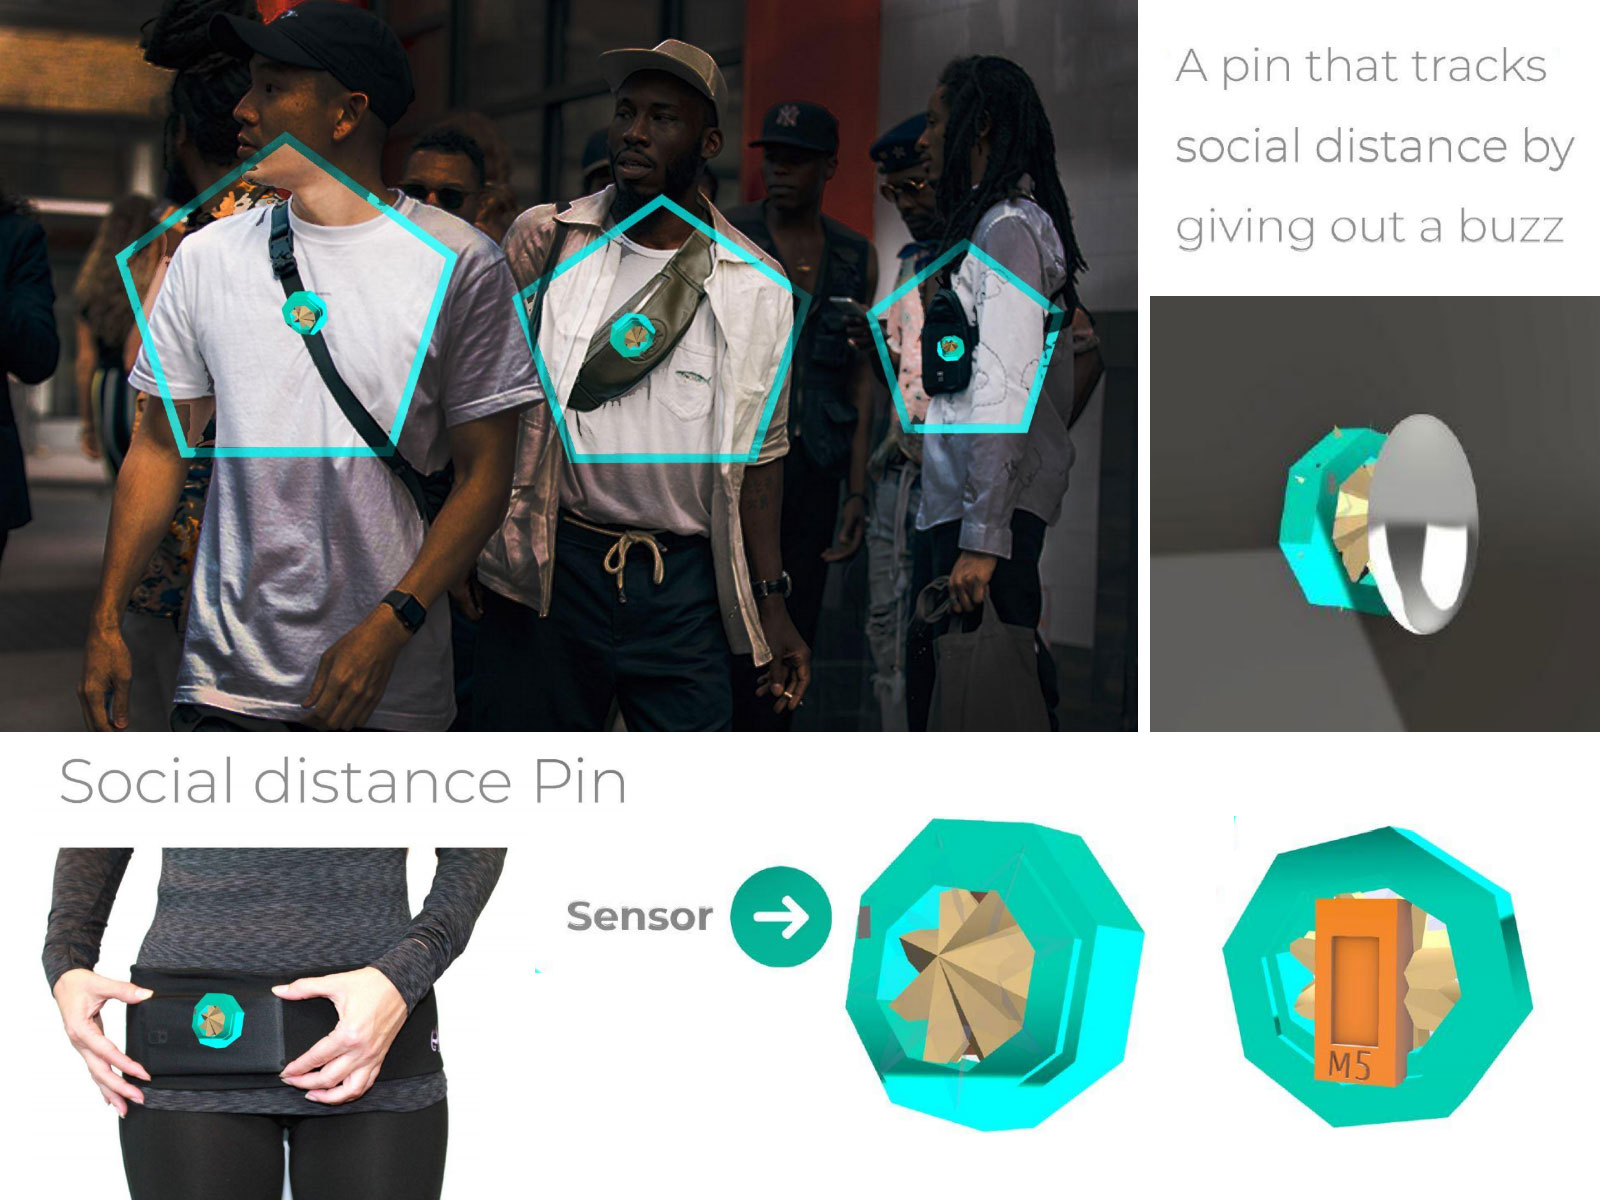 A pin that tracks
social distance by
giving out a buzz
Social distance Pin
Sensor
M5